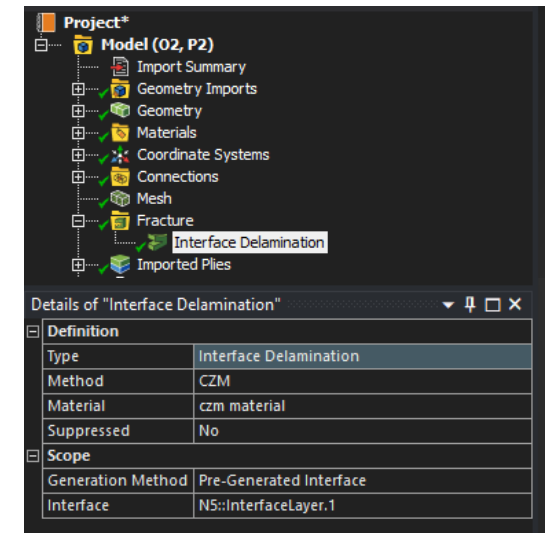 Project*
Model (O2, P2)
Import Summary
Geometry Imports
Geometry
Materials
Coordinate Systems
Connections
Mesh
Fracture
Interface Delamination
Imported Plies
Details of "Interface Delamination"
Definition
Type Interface Delamination
Method CZM
Material czm material
Suppressed No
Scope
Generation Method Pre-Generated Interface
Interface N5::InterfaceLayer.1